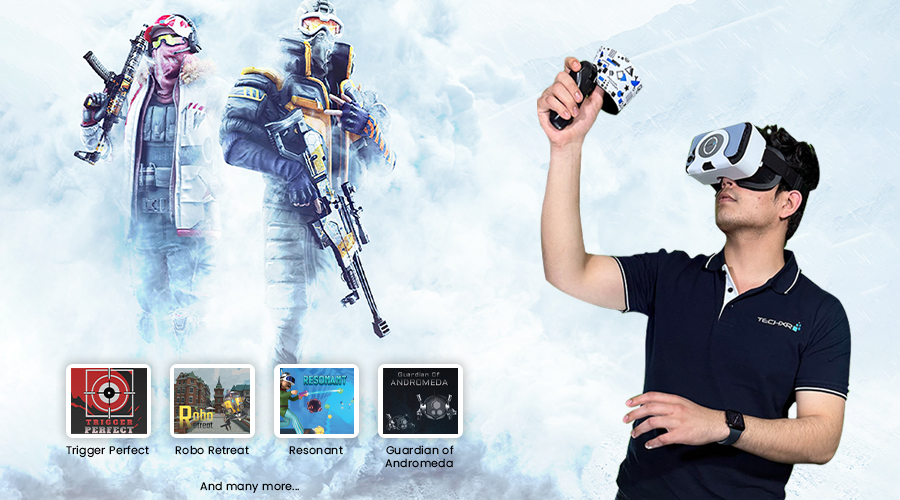 TECHXR
TRIGGER
PERFECT
Robo
Retreat
RESONANT
Guardian Of
ANDROMEDA
Trigger Perfect
Robo Retreat
Resonant
Guardian of
Andromeda
And many more...